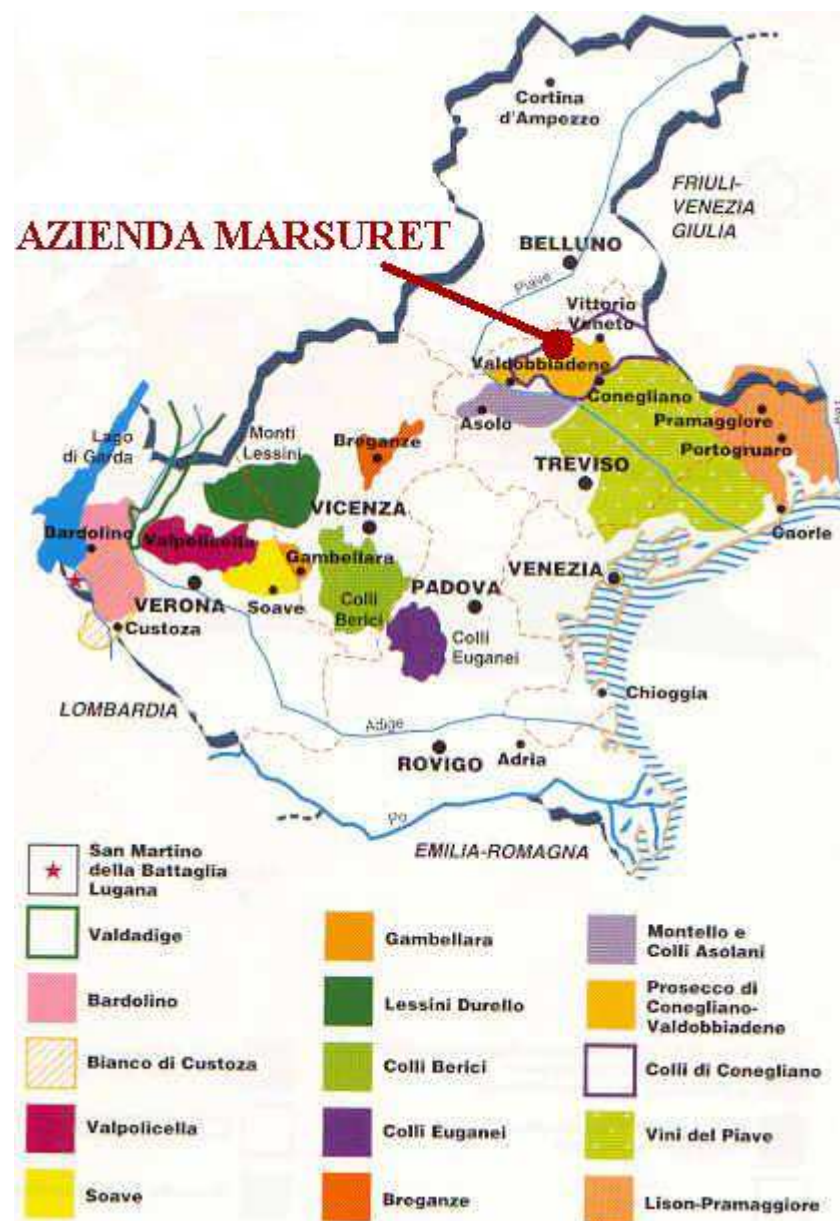 Cortina
d'Ampezzo
FRIULI-
VENEZIA
GIULIA
AZIENDA MARSURET
BELLUNO
Piave
Vittorio
Veneto
Valdobbiadene
Conegliano
Asolo
Pramaggiore
Portogruaro
Lago
di Garda
Monti
Lessini
Breganze
TREVISO
VICENZA
Caorle
Bardolino
Valpolicella
Gambellara
VENEZIA
PADOVA
VERONA
Soave
Colli
Berici
Custoza
Colli
Euganei
Chioggia
LOMBARDIA
Adige
ROVIGO
Adria
Po
EMILIA-ROMAGNA
San Martino
della Battaglia
Lugana
Valdadige
Bardolino
Bianco di Custoza
Valpolicella
Soave
Gambellara
Lessini Durello
Colli Berici
Colli Euganei
Breganze
Montello e
Colli Asolani
Prosecco di
Conegliano-
Valdobbiadene
Colli di Conegliano
Vini del Piave
Lison-Pramaggiore